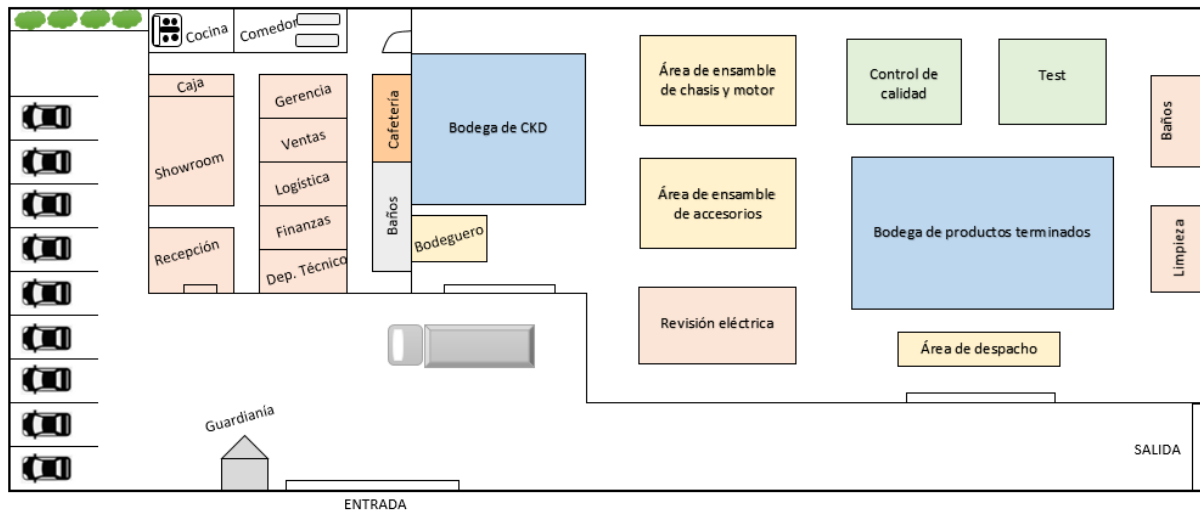 Cocina
Comedor
Caja
Showroom
Recepción
Gerencia
Ventas
Logística
Finanzas
Dep. Técnico
Cafetería
Baños
Bodega de CKD
Bodeguero
Área de ensamble
de chasis y motor
Área de ensamble
de accesorios
Revisión eléctrica
Control de
calidad
Test
Bodega de productos terminados
Área de despacho
Baños
Limpieza
Guardianía
SALIDA
ENTRADA